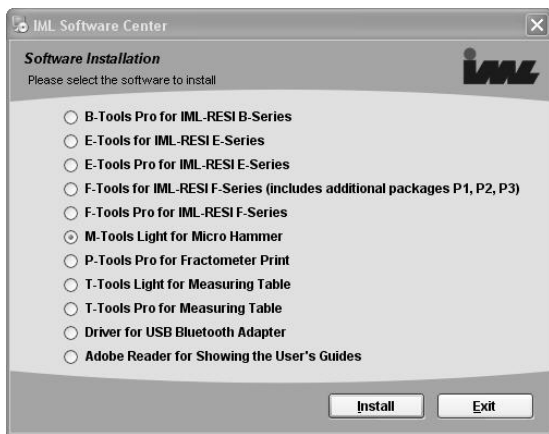 IML Software Center
Software Installation
Please select the software to install
iml
B-Tools Pro for IML-RESI B-Series
E-Tools for IML-RESI E-Series
E-Tools Pro for IML-RESI E-Series
F-Tools for IML-RESI F-Series (includes additional packages P1, P2, P3)
F-Tools Pro for IML-RESI F-Series
M-Tools Light for Micro Hammer
P-Tools Pro for Fractometer Print
T-Tools Light for Measuring Table
T-Tools Pro for Measuring Table
Driver for USB Bluetooth Adapter
Adobe Reader for Showing the User's Guides
Install Exit